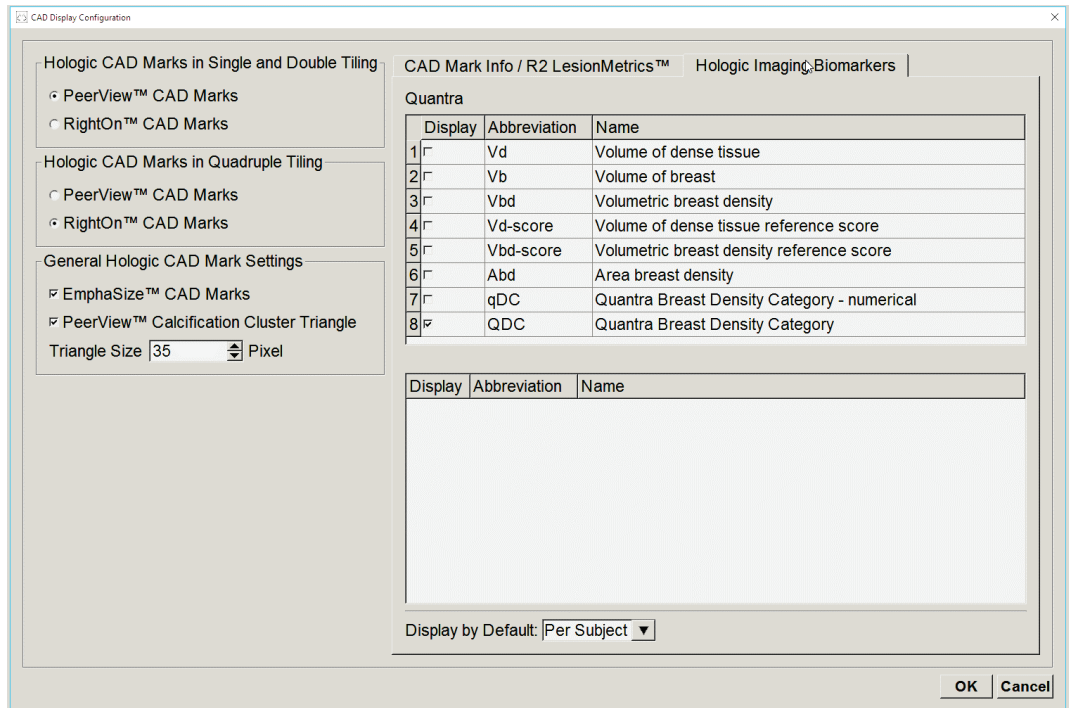 CAD Display Configuration
Hologic CAD Marks in Single and Double Tiling
PeerView™ CAD Marks
RightOn™ CAD Marks
Hologic CAD Marks in Quadruple Tiling
PeerView™ CAD Marks
RightOn™ CAD Marks
General Hologic CAD Mark Settings
EmphaSize™ CAD Marks
PeerView™ Calcification Cluster Triangle
Triangle Size 35 Pixel
CAD Mark Info / R2 LesionMetrics™ Hologic Imaging Biomarkers
Quantra
Display Abbreviation Name
1 Vd Volume of dense tissue
2 Vb Volume of breast
3 Vbd Volumetric breast density
4 Vd-score Volume of dense tissue reference score
5 Vbd-score Volumetric breast density reference score
6 Abd Area breast density
7 qDC Quantra Breast Density Category - numerical
8 QDC Quantra Breast Density Category
Display Abbreviation Name
Display by Default: Per Subject
OK Cancel